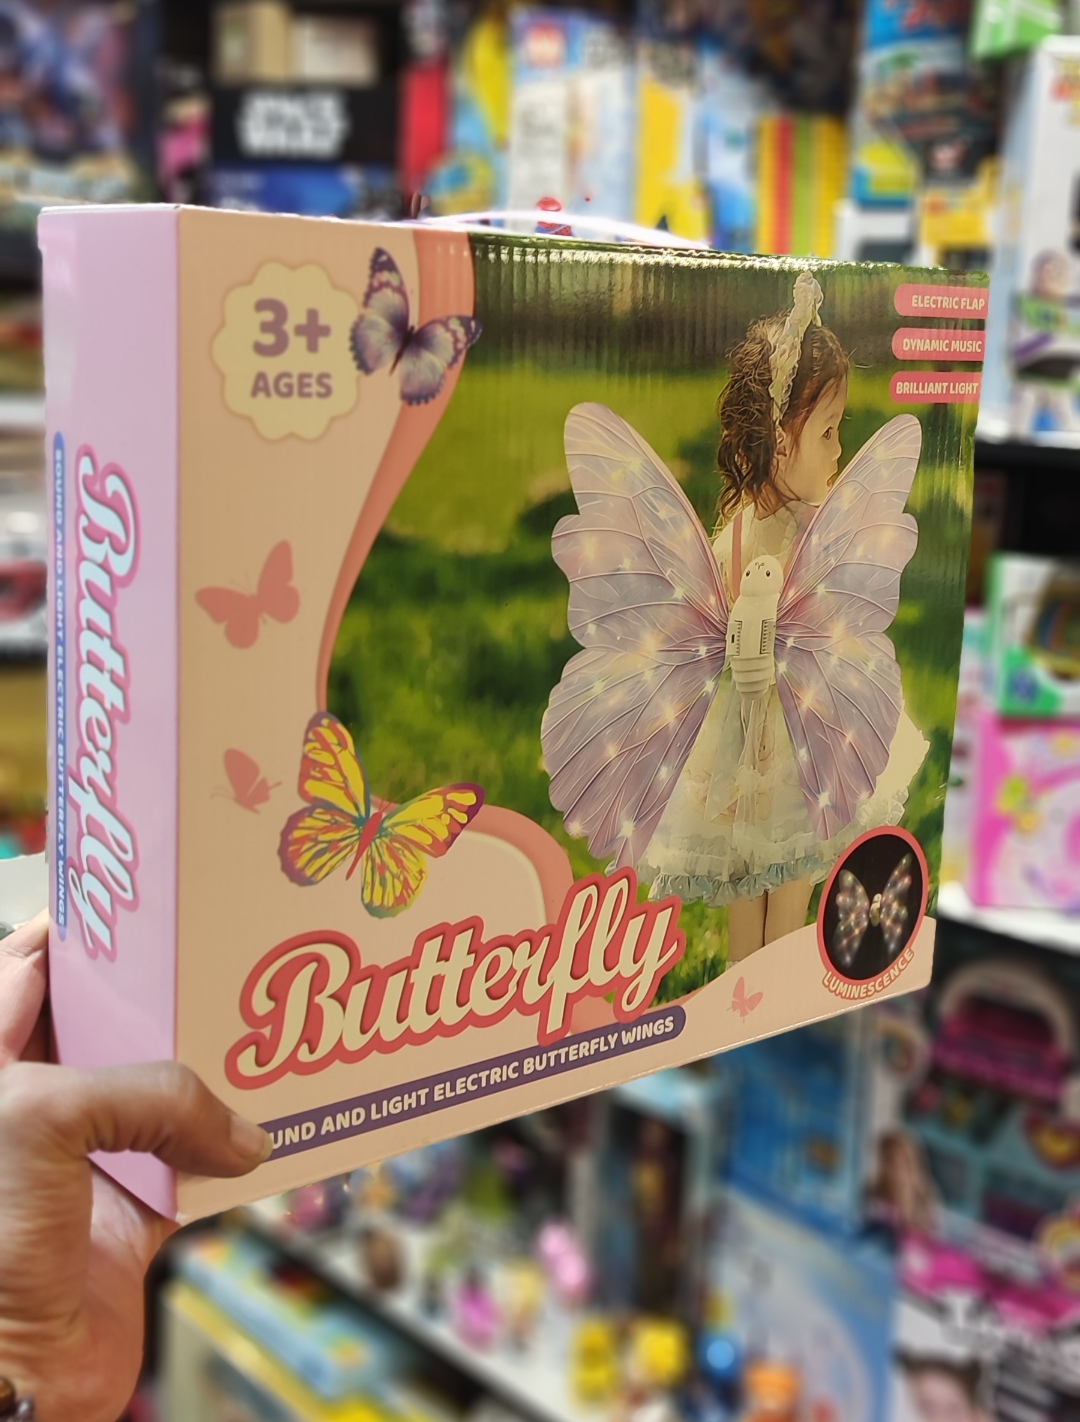 3+
AGES
ELECTRIC FLAP
DYNAMIC MUSIC
BRILLIANT LIGHT
Butterfly
SOUND AND LIGHT ELECTRIC BUTTERFLY WINGS
LUMINESCENCE
Butterfly
UND AND LIGHT ELECTRIC BUTTERFLY WINGS